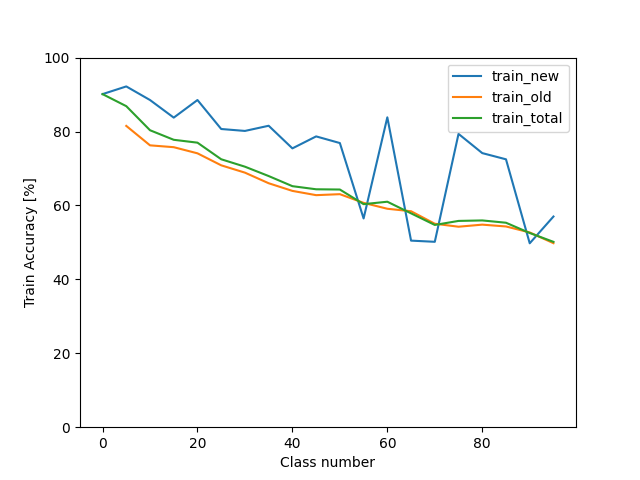 100
80
60
40
20
0
Train Accuracy [%]
train_new
train_old
train_total
0 20 40 60 80
Class number